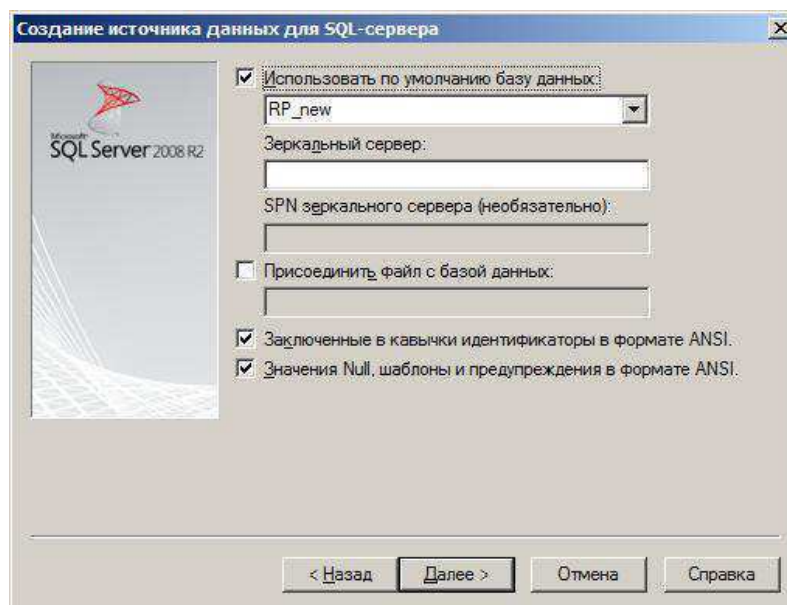 Создание источника данных для SQL-сервера
Microsoft
SQL Server 2008 R2
Использовать по умолчанию базу данных:
RP_new
Зеркальный сервер:
SPN зеркального сервера (необязательно):
Присоединить файл с базой данных:
Заключенные в кавычки идентификаторы в формате ANSI.
Значения Null, шаблоны и предупреждения в формате ANSI.
< Назад Далее > Отмена Справка